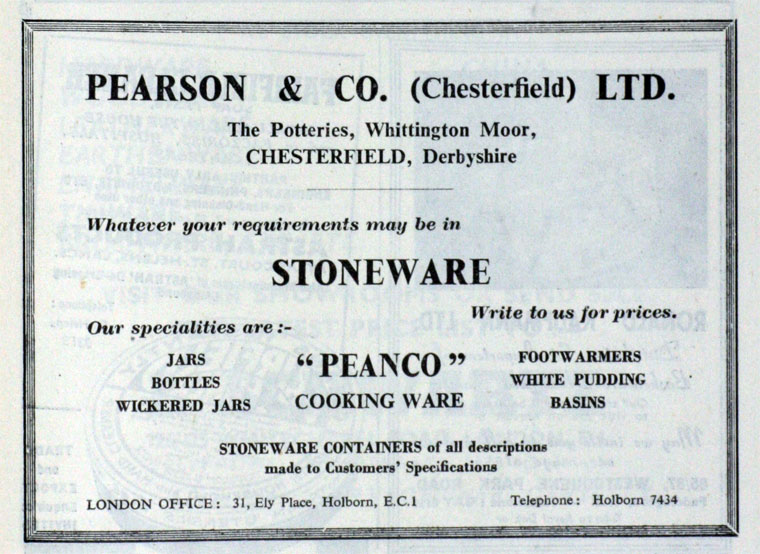 PEARSON & CO. (Chesterfield) LTD.
The Potteries, Whittington Moor,
CHESTERFIELD, Derbyshire
Whatever your requirements may be in
STONEWARE
Write to us for prices.
Our specialities are :-
JARS
BOTTLES
WICKERED JARS
“PEANCO”
COOKING WARE
FOOTWARMERS
WHITE PUDDING
BASINS
STONEWARE CONTAINERS of all descriptions
made to Customers' Specifications
LONDON OFFICE : 31, Ely Place, Holborn, E.C.1
Telephone : Holborn 7434